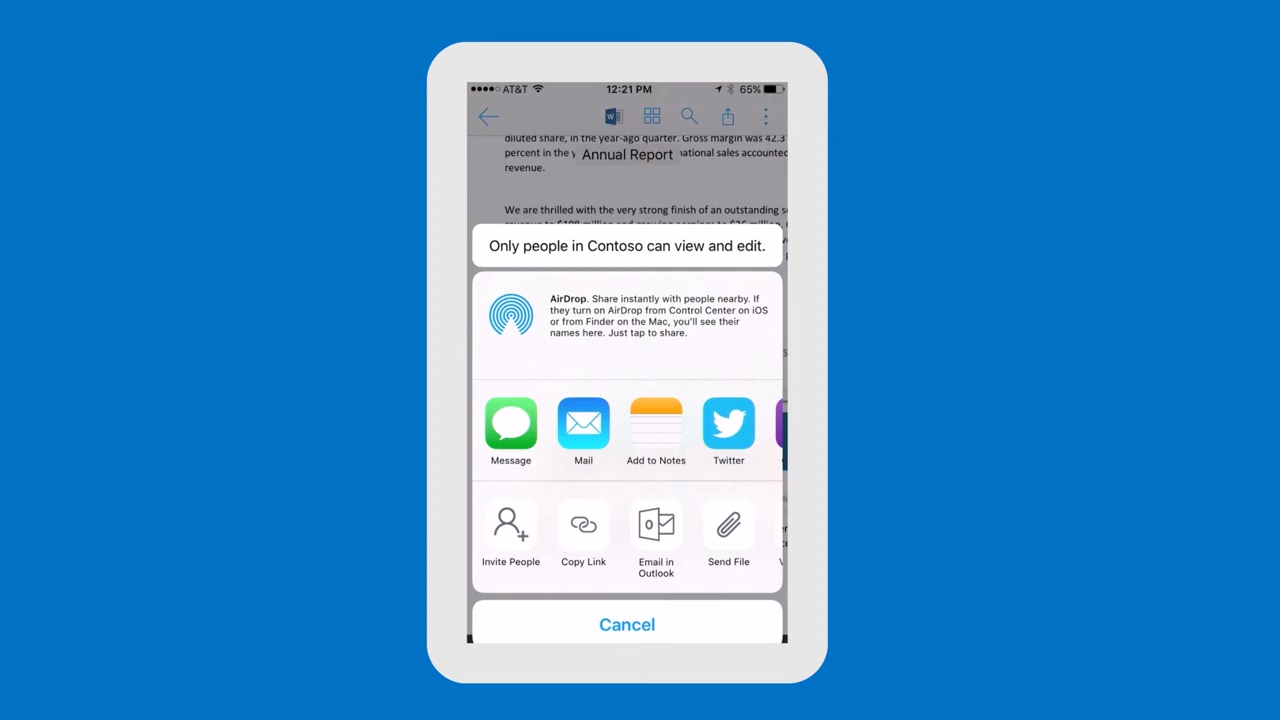 AT&T 12:21 PM 65%
W
diluted share, in the year-ago quarter. Gross margin was 42.3
percent in the y Annual Report national sales accounted
revenue.
We are thrilled with the very strong finish of an outstanding s
Only people in Contoso can view and edit.
AirDrop. Share instantly with people nearby. If
they turn on AirDrop from Control Center on iOS
or from Finder on the Mac, you'll see their
names here. Just tap to share.
Message Mail Add to Notes Twitter
Invite People Copy Link Email in Send File
Outlook
Cancel